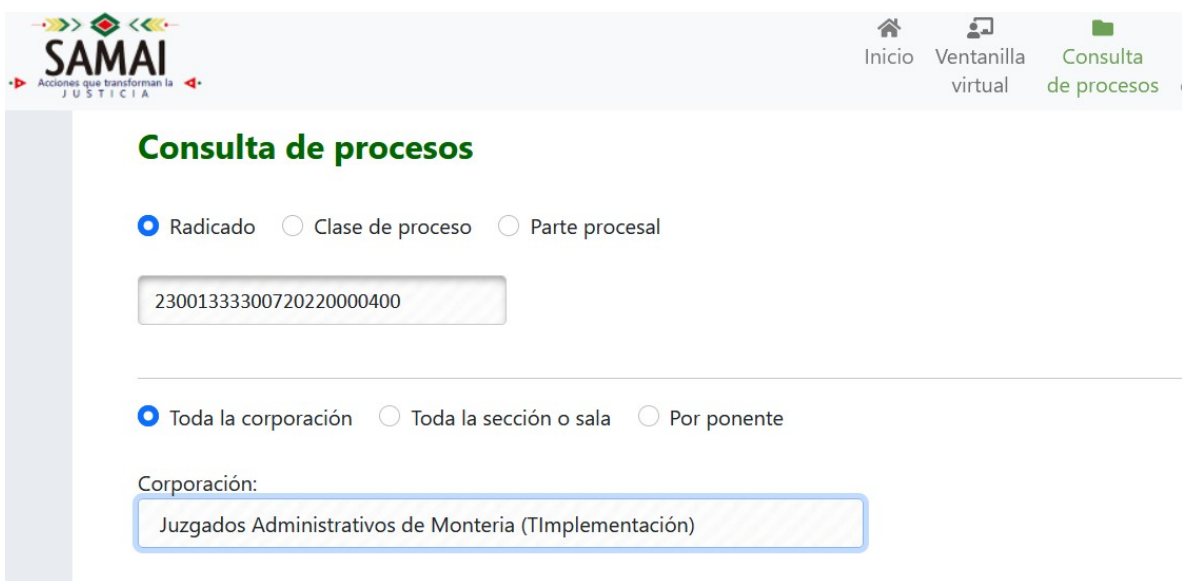 SAMAI
Acciones que transforman la
JUSTICIA
Inicio
Ventanilla
virtual
Consulta
de procesos
Consulta de procesos
Radicado Clase de proceso Parte procesal
23001333300720220000400
Toda la corporación Toda la sección o sala Por ponente
Corporación:
Juzgados Administrativos de Monteria (TImplementación)